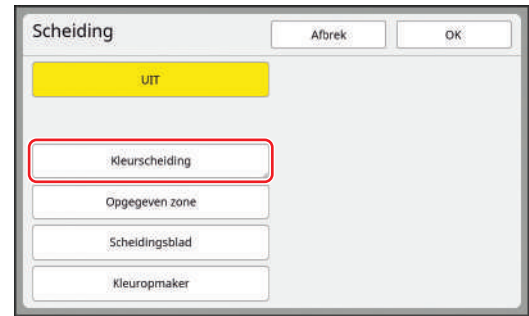 Scheiding
Afbrek
OK
UIT
Kleurscheiding
Opgegeven zone
Scheidingsblad
Kleuropmaker